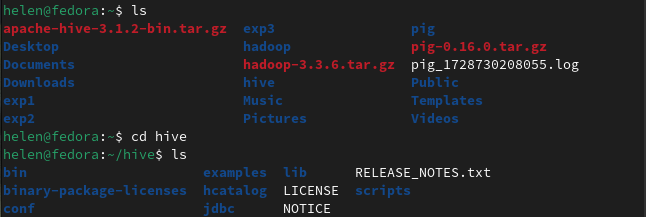 helen@fedora:~$ ls
apache-hive-3.1.2-bin.tar.gz  exp3                 pig
Desktop                       hadoop               pig-0.16.0.tar.gz
Documents                     hadoop-3.3.6.tar.gz  pig_1728730208055.log
Downloads                     hive                 Public
exp1                          Music                Templates
exp2                          Pictures             Videos
helen@fedora:~$ cd hive
helen@fedora:~/hive$ ls
bin                      examples  lib      RELEASE_NOTES.txt
binary-package-licenses  hcatalog  LICENSE  scripts
conf                     jdbc      NOTICE